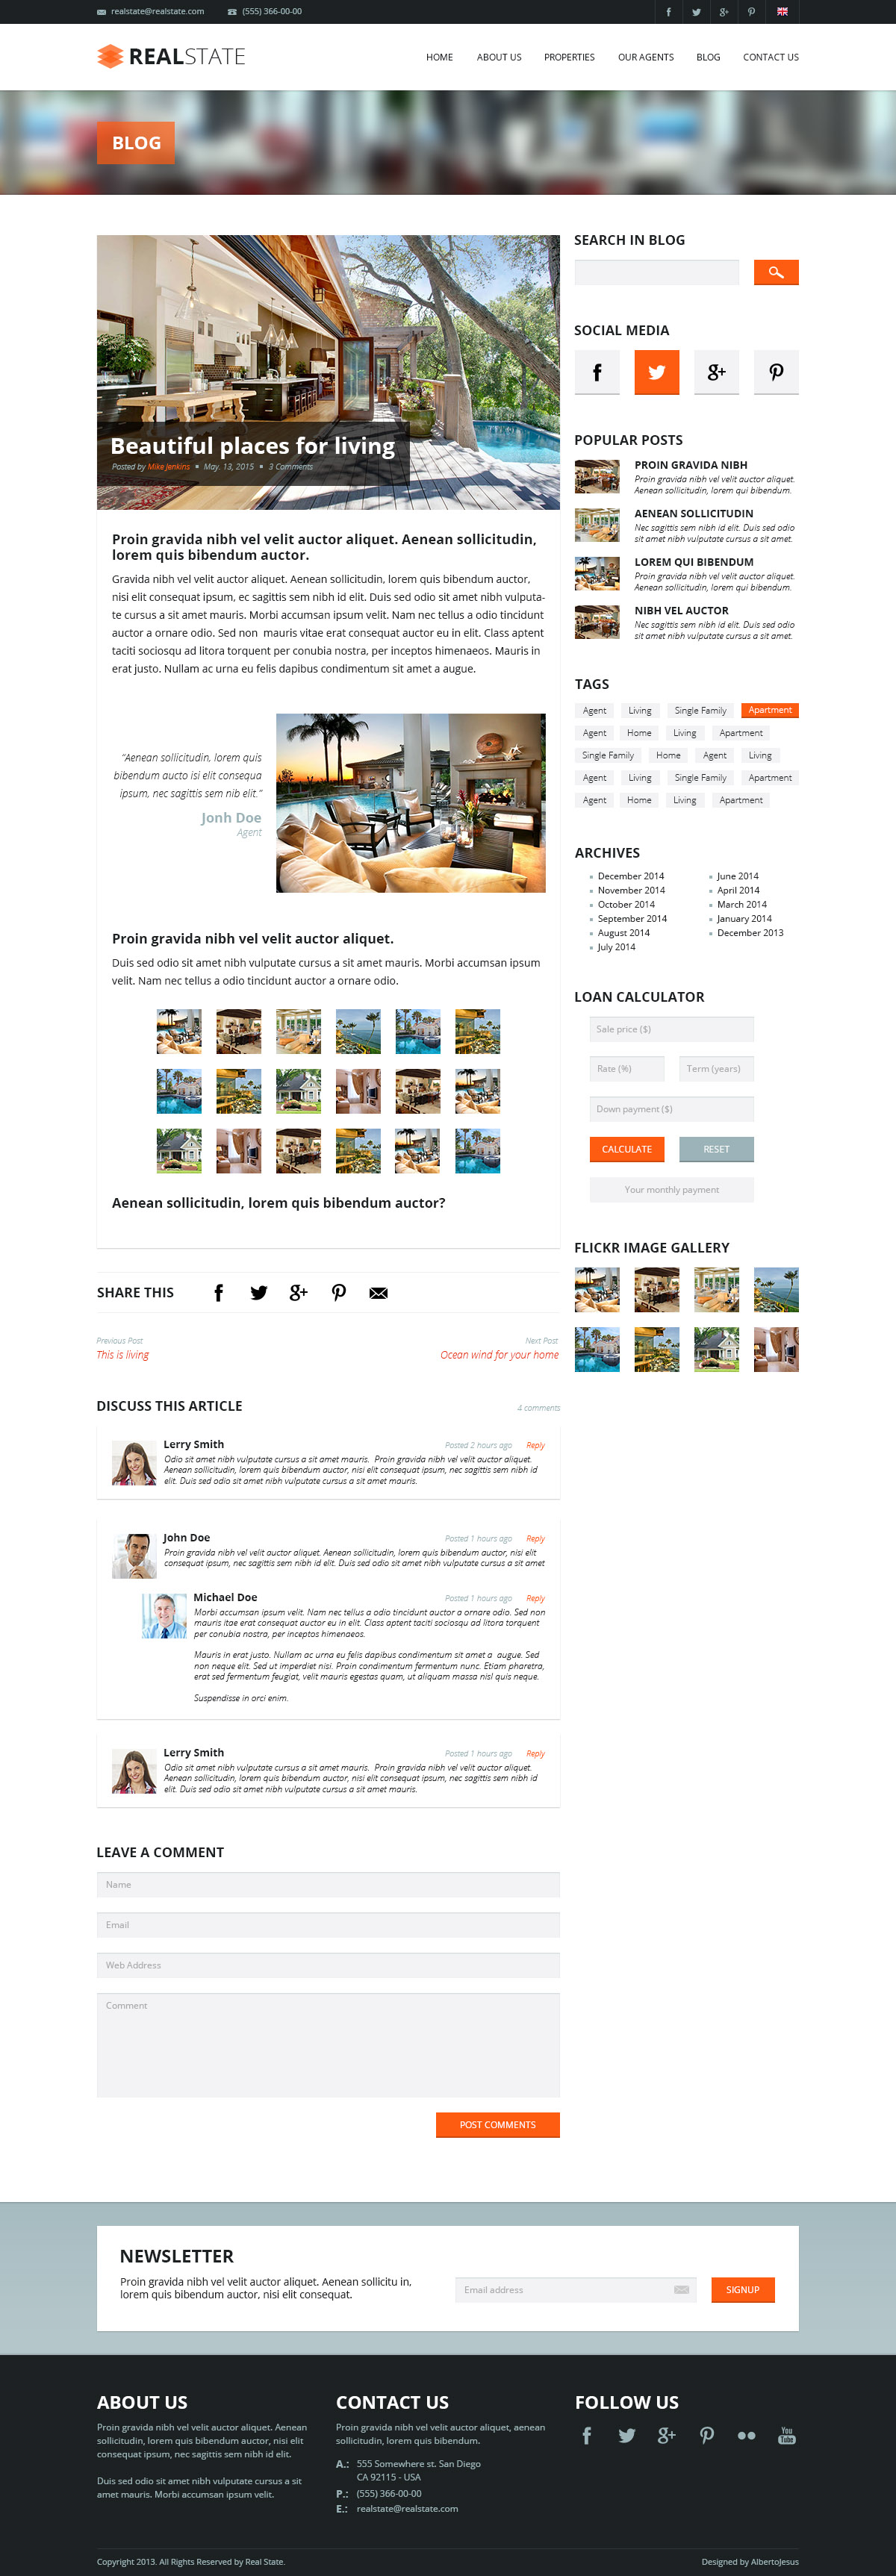 realstate@realstate.com (555) 366-00-00
REALSTATE
HOME ABOUT US PROPERTIES OUR AGENTS BLOG CONTACT US
BLOG
Beautiful places for living
Posted by Mike Jenkins May. 13, 2015 3 Comments
Proin gravida nibh vel velit auctor aliquet. Aenean sollicitudin,
lorem quis bibendum auctor.
Gravida nibh vel velit auctor aliquet. Aenean sollicitudin, lorem quis bibendum auctor,
nisi elit consequat ipsum, ec sagittis sem nibh id elit. Duis sed odio sit amet nibh vulputa-
te cursus a sit amet mauris. Morbi accumsan ipsum velit. Nam nec tellus a odio tincidunt
auctor a ornare odio. Sed non mauris vitae erat consequat auctor eu in elit. Class aptent
taciti sociosqu ad litora torquent per conubia nostra, per inceptos himenaeos. Mauris in
erat justo. Nullam ac urna eu felis dapibus condimentum sit amet a augue.
“Aenean sollicitudin, lorem quis
bibendum aucto isi elit consequa
ipsum, nec sagittis sem nib elit.”
Jonh Doe
Agent
Proin gravida nibh vel velit auctor aliquet.
Duis sed odio sit amet nibh vulputate cursus a sit amet mauris. Morbi accumsan ipsum
velit. Nam nec tellus a odio tincidunt auctor a ornare odio.
Aenean sollicitudin, lorem quis bibendum auctor?
SHARE THIS
Previous Post
This is living
Next Post
Ocean wind for your home
DISCUSS THIS ARTICLE 4 comments
Lerry Smith Posted 2 hours ago Reply
Odio sit amet nibh vulputate cursus a sit amet mauris. Proin gravida nibh vel velit auctor aliquet.
Aenean sollicitudin, lorem quis bibendum auctor, nisi elit consequat ipsum, nec sagittis sem nibh id
elit. Duis sed odio sit amet nibh vulputate cursus a sit amet mauris.
John Doe Posted 1 hours ago Reply
Proin gravida nibh vel velit auctor aliquet. Aenean sollicitudin, lorem quis bibendum auctor, nisi elit
consequat ipsum, nec sagittis sem nibh id elit. Duis sed odio sit amet nibh vulputate cursus a sit amet
Michael Doe Posted 1 hours ago Reply
Morbi accumsan ipsum velit. Nam nec tellus a odio tincidunt auctor a ornare odio. Sed non
mauris itae erat consequat auctor eu in elit. Class aptent taciti sociosqu ad litora torquent
per conubia nostra, per inceptos himenaeos.
Mauris in erat justo. Nullam ac urna eu felis dapibus condimentum sit amet a augue. Sed
non neque elit. Sed ut imperdiet nisi. Proin condimentum fermentum nunc. Etiam pharetra,
erat sed fermentum feugiat, velit mauris egestas quam, ut aliquam massa nisl quis neque.
Suspendisse in orci enim.
Lerry Smith Posted 1 hours ago Reply
Odio sit amet nibh vulputate cursus a sit amet mauris. Proin gravida nibh vel velit auctor aliquet.
Aenean sollicitudin, lorem quis bibendum auctor, nisi elit consequat ipsum, nec sagittis sem nibh id
elit. Duis sed odio sit amet nibh vulputate cursus a sit amet mauris.
LEAVE A COMMENT
Name
Email
Web Address
Comment
POST COMMENTS
SEARCH IN BLOG
SOCIAL MEDIA
POPULAR POSTS
PROIN GRAVIDA NIBH
Proin gravida nibh vel velit auctor aliquet.
Aenean sollicitudin, lorem qui bibendum.
AENEAN SOLLICITUDIN
Nec sagittis sem nibh id elit. Duis sed odio
sit amet nibh vulputate cursus a sit amet.
LOREM QUI BIBENDUM
Proin gravida nibh vel velit auctor aliquet.
Aenean sollicitudin, lorem qui bibendum.
NIBH VEL AUCTOR
Nec sagittis sem nibh id elit. Duis sed odio
sit amet nibh vulputate cursus a sit amet.
TAGS
Agent Living Single Family Apartment
Agent Home Living Apartment
Single Family Home Agent Living
Agent Living Single Family Apartment
Agent Home Living Apartment
ARCHIVES
December 2014 June 2014
November 2014 April 2014
October 2014 March 2014
September 2014 January 2014
August 2014 December 2013
July 2014
LOAN CALCULATOR
Sale price ($)
Rate (%) Term (years)
Down payment ($)
CALCULATE RESET
Your monthly payment
FLICKR IMAGE GALLERY
NEWSLETTER
Proin gravida nibh vel velit auctor aliquet. Aenean sollicitu in,
lorem quis bibendum auctor, nisi elit consequat.
Email address SIGNUP
ABOUT US
Proin gravida nibh vel velit auctor aliquet. Aenean
sollicitudin, lorem quis bibendum auctor, nisi elit
consequat ipsum, nec sagittis sem nibh id elit.
Duis sed odio sit amet nibh vulputate cursus a sit
amet mauris. Morbi accumsan ipsum velit.
CONTACT US
Proin gravida nibh vel velit auctor aliquet, aenean
sollicitudin, lorem quis bibendum.
A.: 555 Somewhere st. San Diego
CA 92115 - USA
P.: (555) 366-00-00
E.: realstate@realstate.com
FOLLOW US
You
Tube
Copyright 2013. All Rights Reserved by Real State. Designed by AlbertoJesus